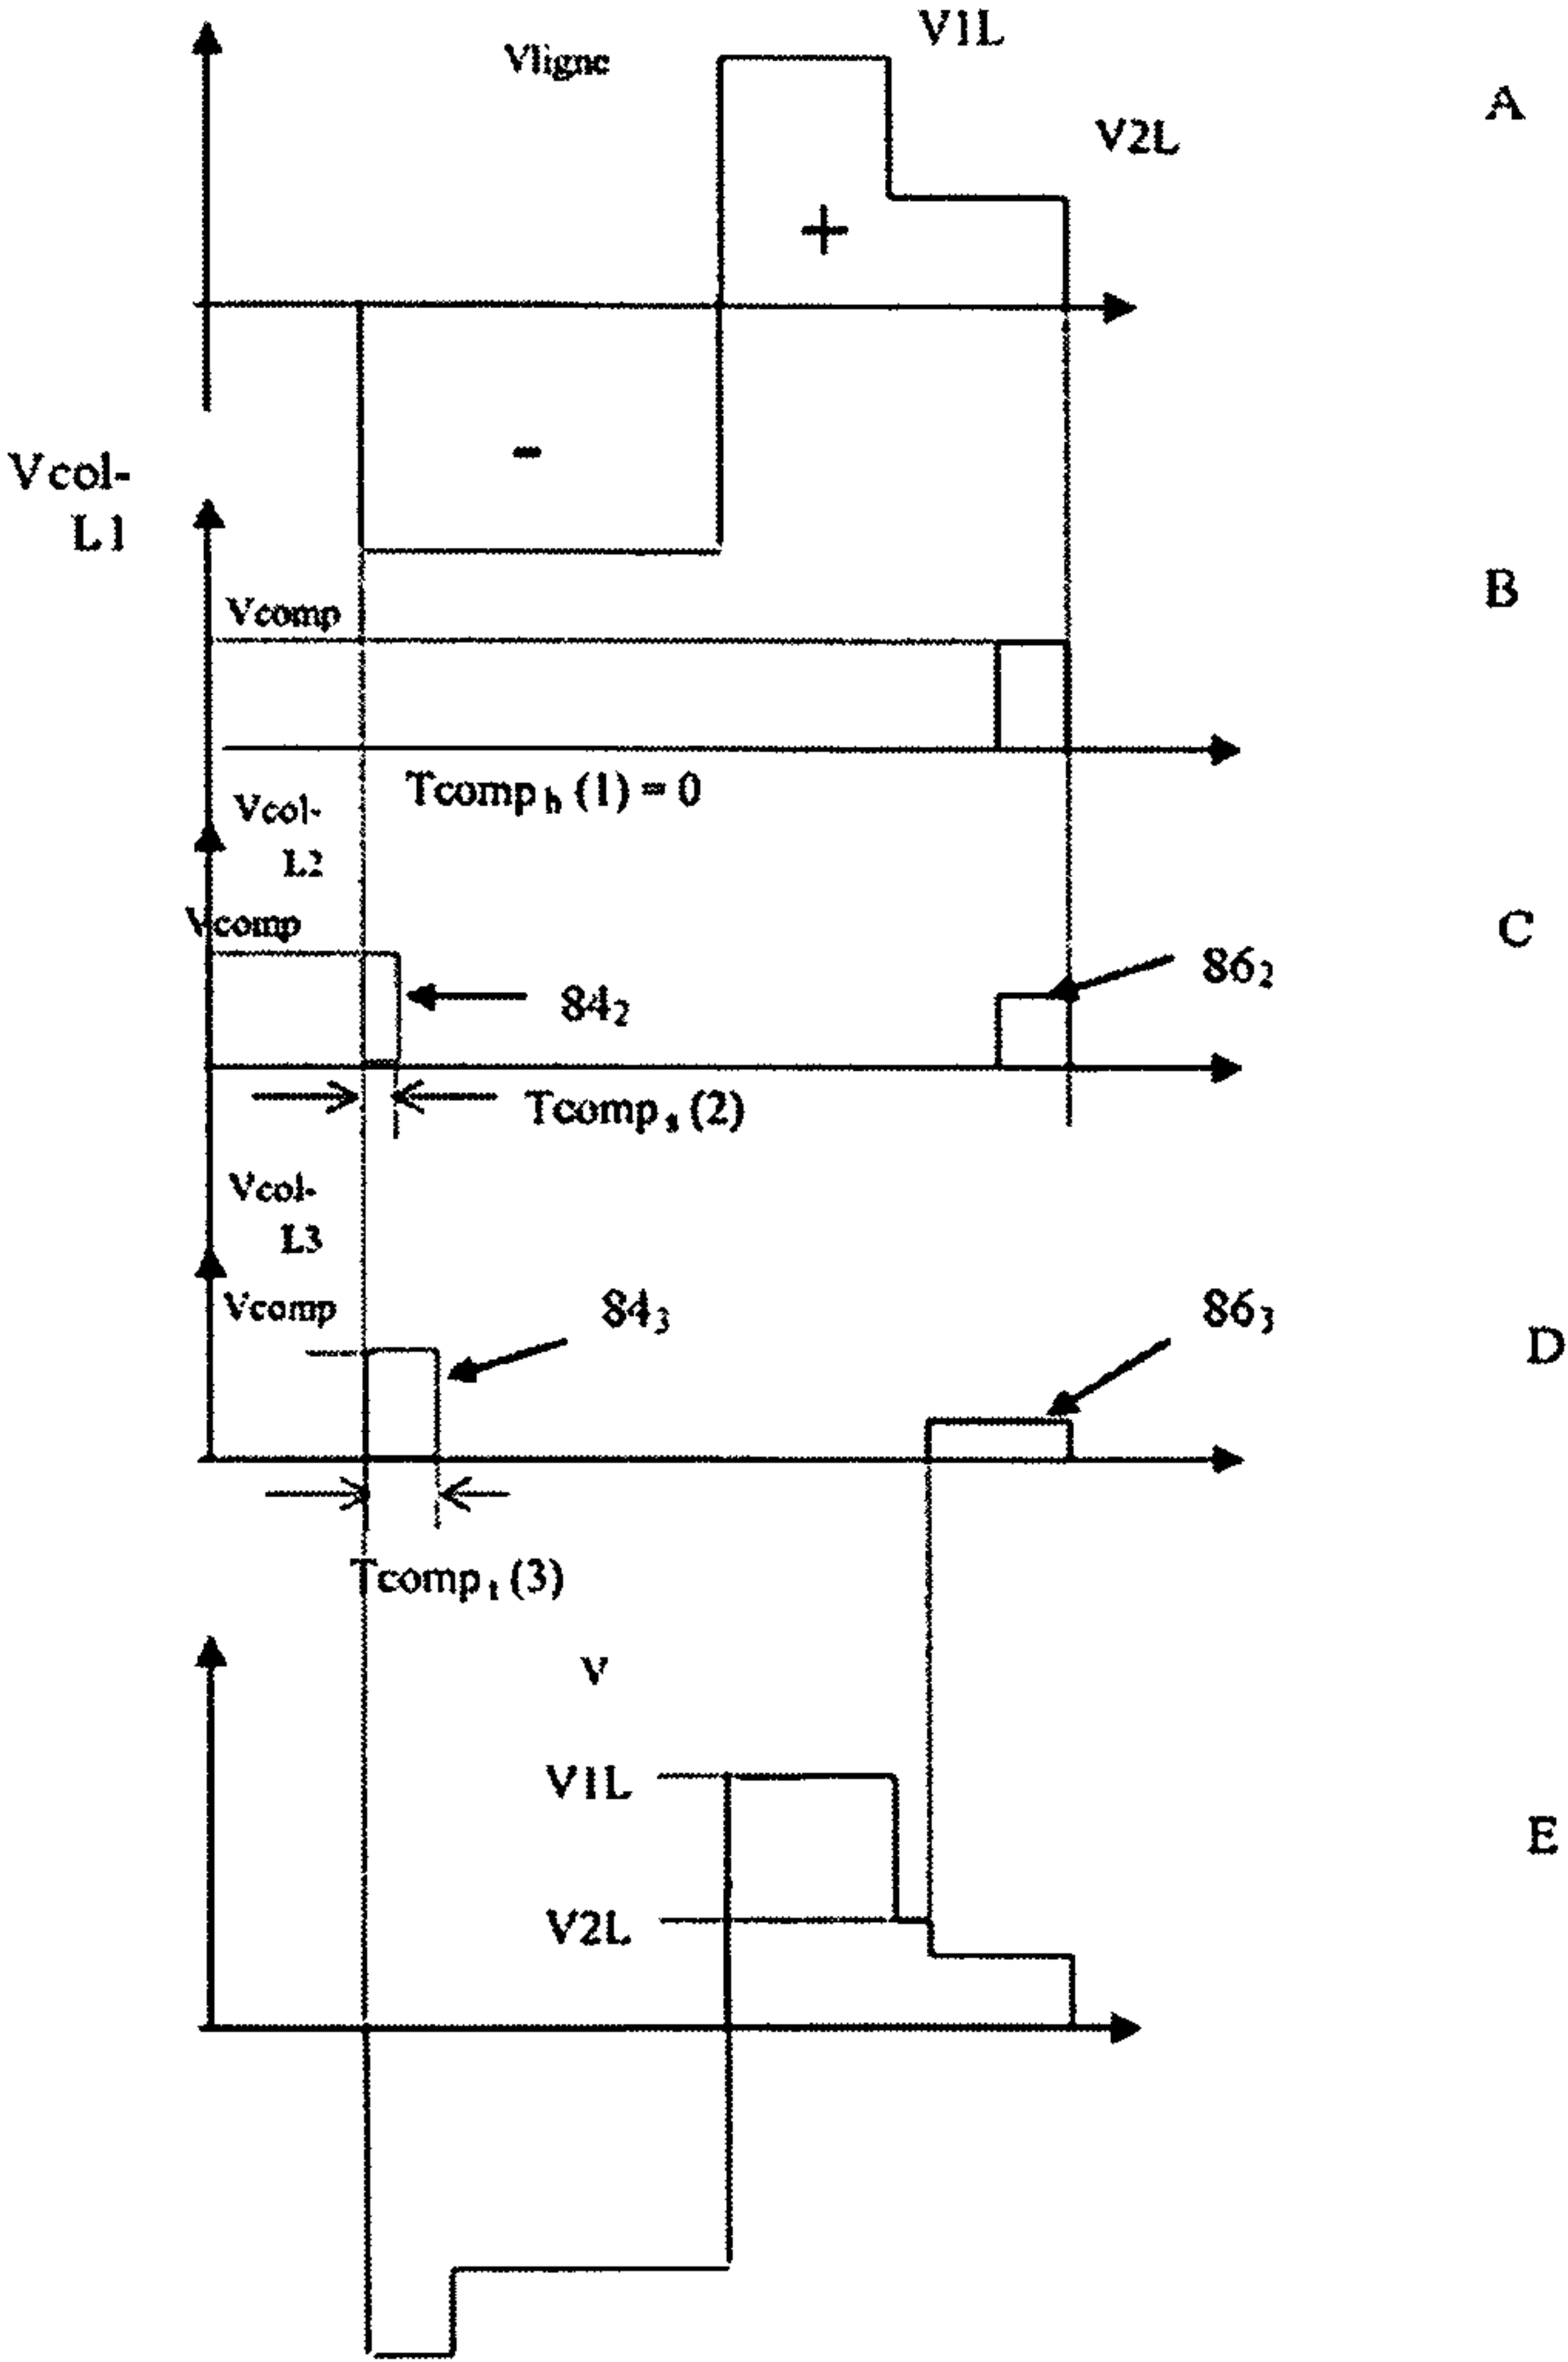 V1L
Vligne
A
V2L
+
-
Vcol-
L1
B
Vcomp
Tcomp h (1) = 0
Vcol-
L2
C
Vcomp
86₂
84₂
Tcomp s (2)
Vcol-
L3
Vcomp
84₃
86₃
D
Tcomp t (3)
V
V1L
E
V2L